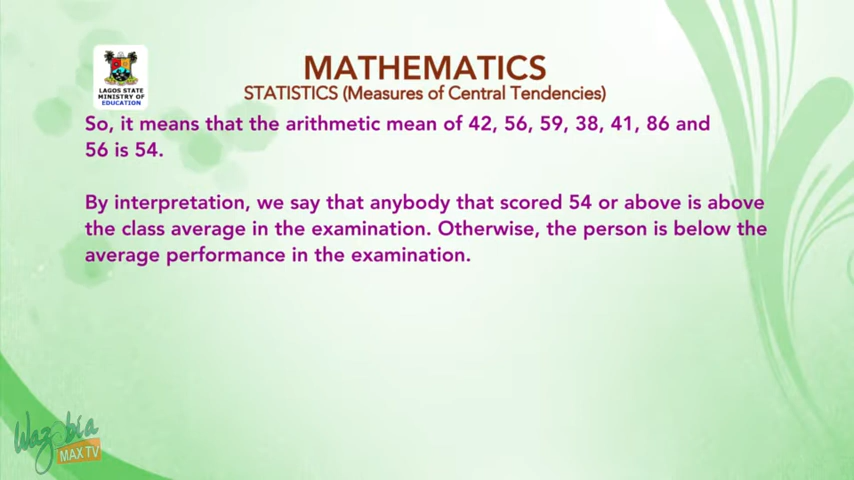 LAGOS STATE
MINISTRY OF
EDUCATION
MATHEMATICS
STATISTICS (Measures of Central Tendencies)
So, it means that the arithmetic mean of 42, 56, 59, 38, 41, 86 and
56 is 54.
By interpretation, we say that anybody that scored 54 or above is above
the class average in the examination. Otherwise, the person is below the
average performance in the examination.
Wazobia
MAX TV